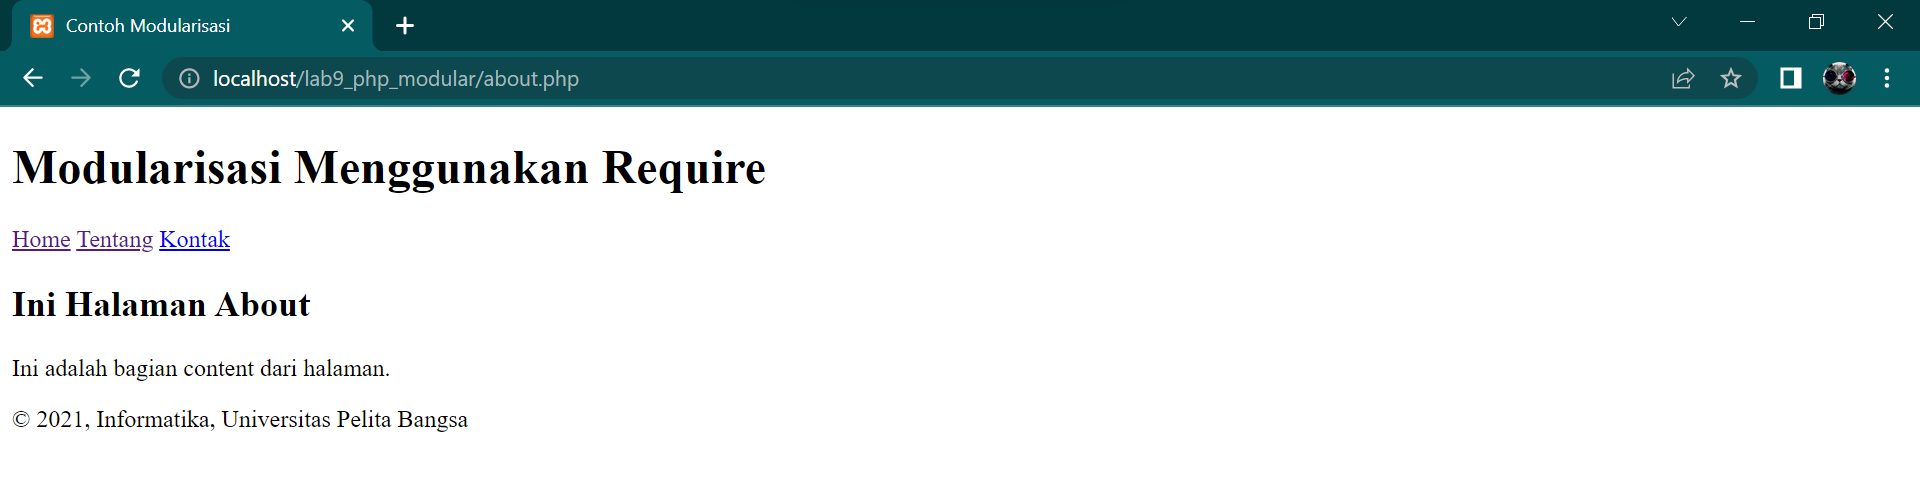 Contoh Modularisasi
localhost/lab9_php_modular/about.php
Modularisasi Menggunakan Require
Home Tentang Kontak
Ini Halaman About
Ini adalah bagian content dari halaman.
© 2021, Informatika, Universitas Pelita Bangsa